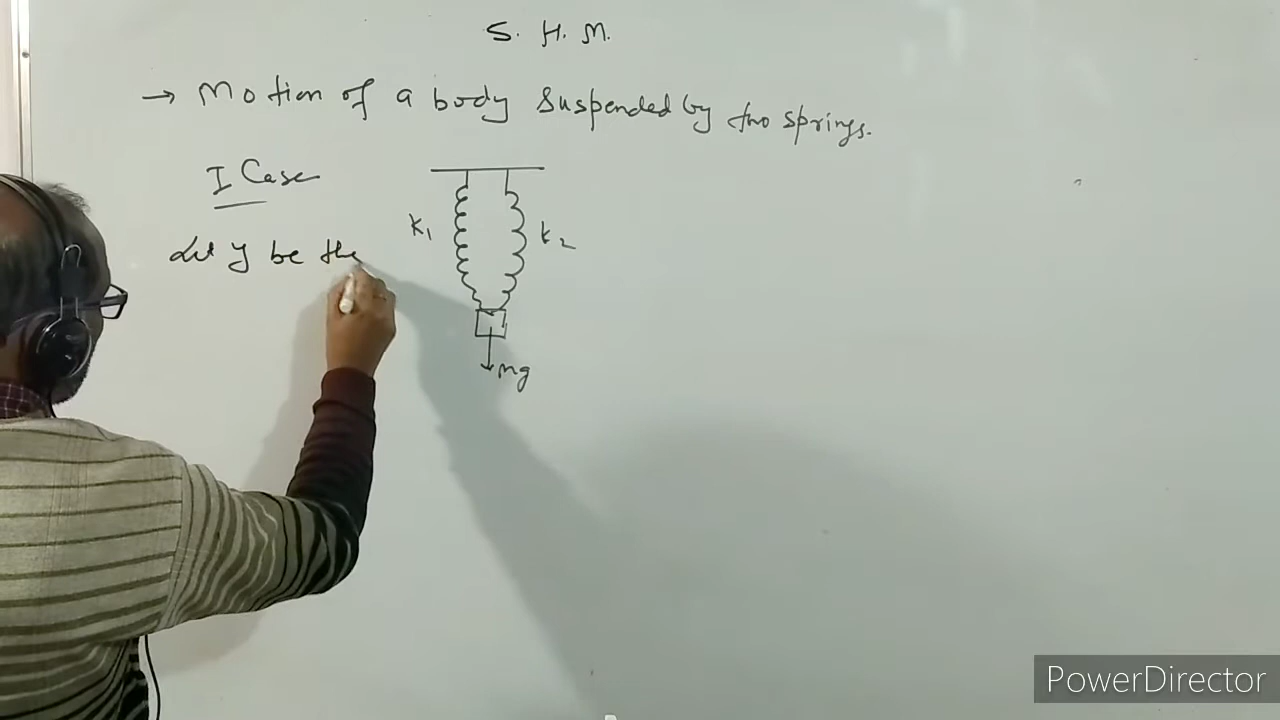 S. H. M.
→ Motion of a body suspended by two springs.
I Case
K1
K2
Let y be the
mg
PowerDirector